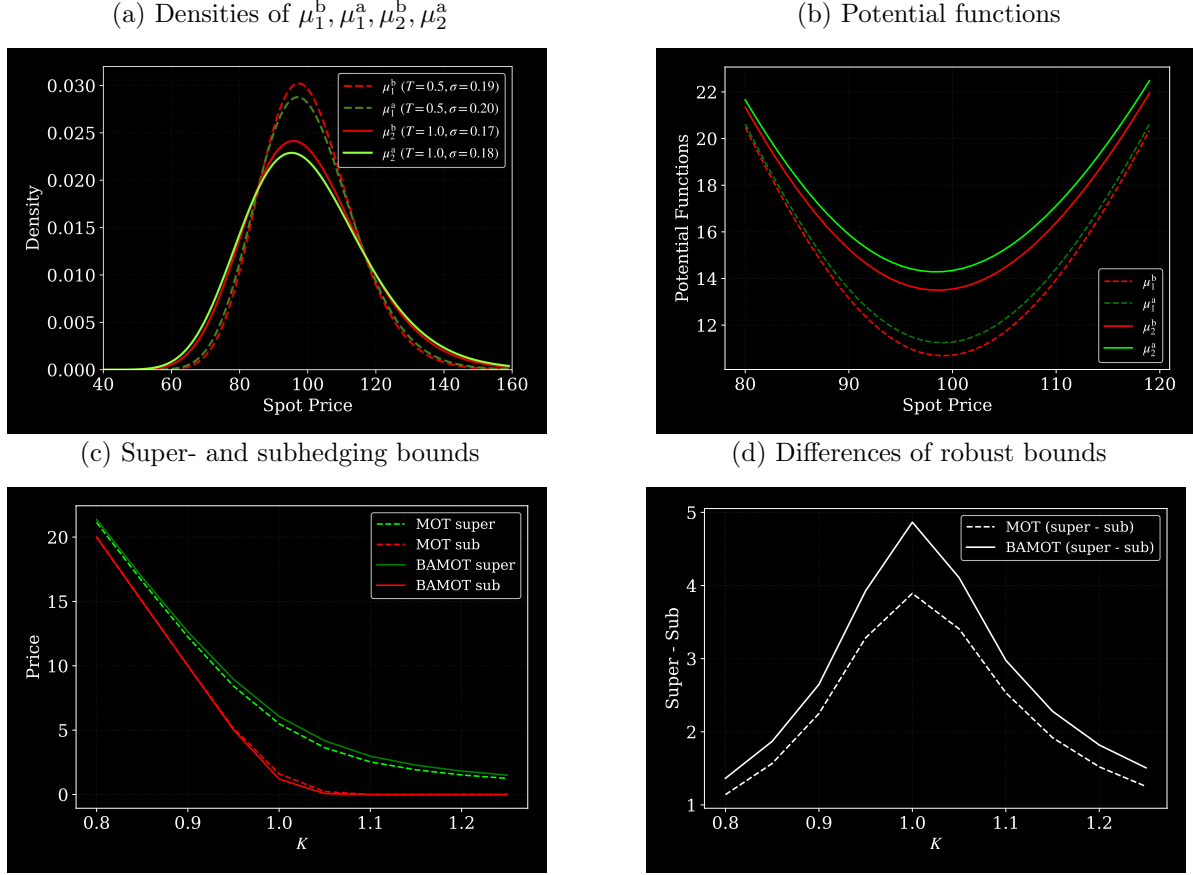 (a) Densities of μ₁ᵇ, μ₁ᵃ, μ₂ᵇ, μ₂ᵃ
0.030
0.025
0.020
0.015
0.010
0.005
0.000
Density
40 60 80 100 120 140 160
Spot Price
μ₁ᵇ (T=0.5, σ=0.19)
μ₁ᵃ (T=0.5, σ=0.20)
μ₂ᵇ (T=1.0, σ=0.17)
μ₂ᵃ (T=1.0, σ=0.18)
(b) Potential functions
22
20
18
16
14
12
Potential Functions
80 90 100 110 120
Spot Price
μ₁ᵇ
μ₁ᵃ
μ₂ᵇ
μ₂ᵃ
(c) Super- and subhedging bounds
20
15
10
5
0
Price
0.8 0.9 1.0 1.1 1.2
K
MOT super
MOT sub
BAMOT super
BAMOT sub
(d) Differences of robust bounds
5
4
3
2
1
Super - Sub
0.8 0.9 1.0 1.1 1.2
K
MOT (super - sub)
BAMOT (super - sub)